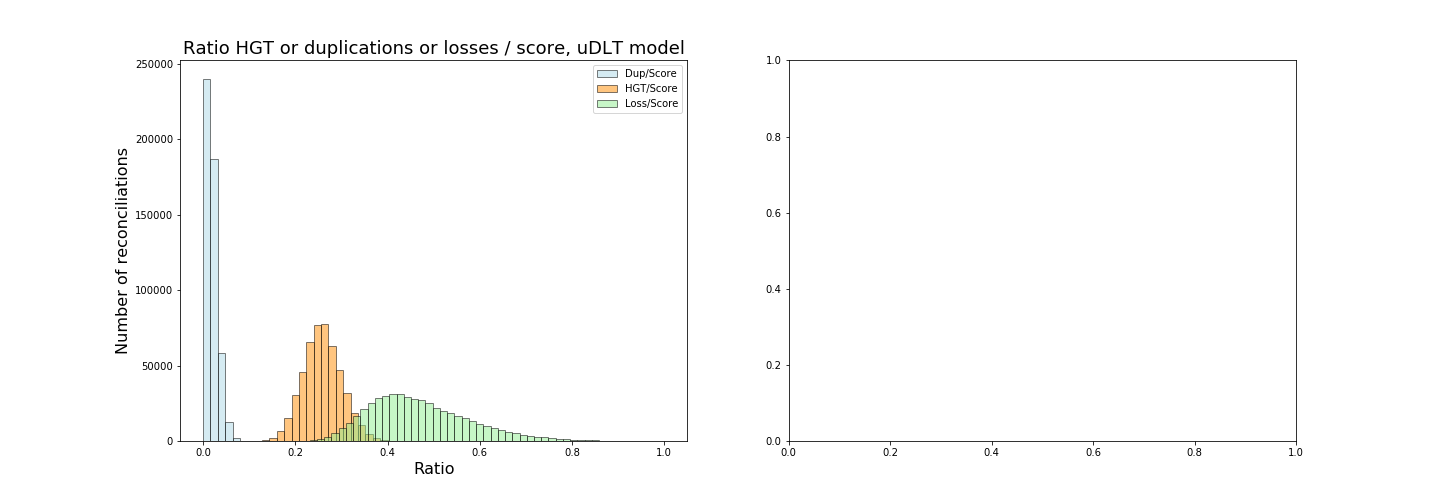 Ratio HGT or duplications or losses / score, uDLT model
250000
200000
150000
100000
50000
0
Number of reconciliations
Dup/Score
HGT/Score
Loss/Score
0.0 0.2 0.4 0.6 0.8 1.0
Ratio
1.0
0.8
0.6
0.4
0.2
0.0
0.0 0.2 0.4 0.6 0.8 1.0